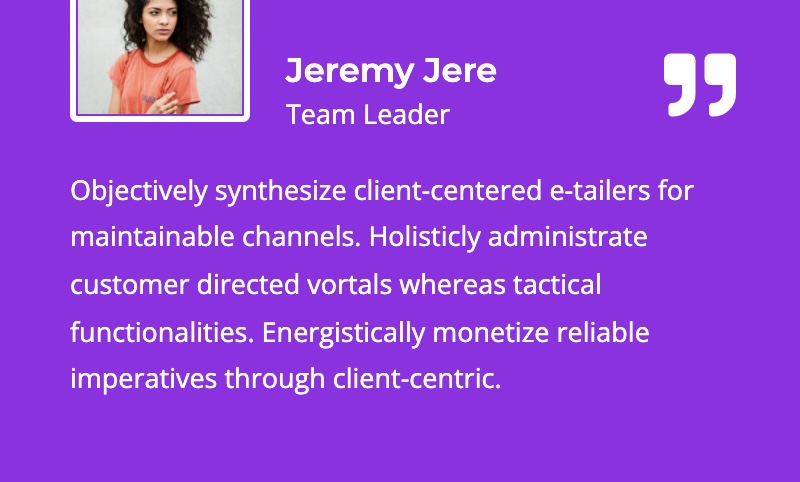 Jeremy Jere
Team Leader
Objectively synthesize client-centered e-tailers for
maintainable channels. Holisticly administrate
customer directed vortals whereas tactical
functionalities. Energistically monetize reliable
imperatives through client-centric.